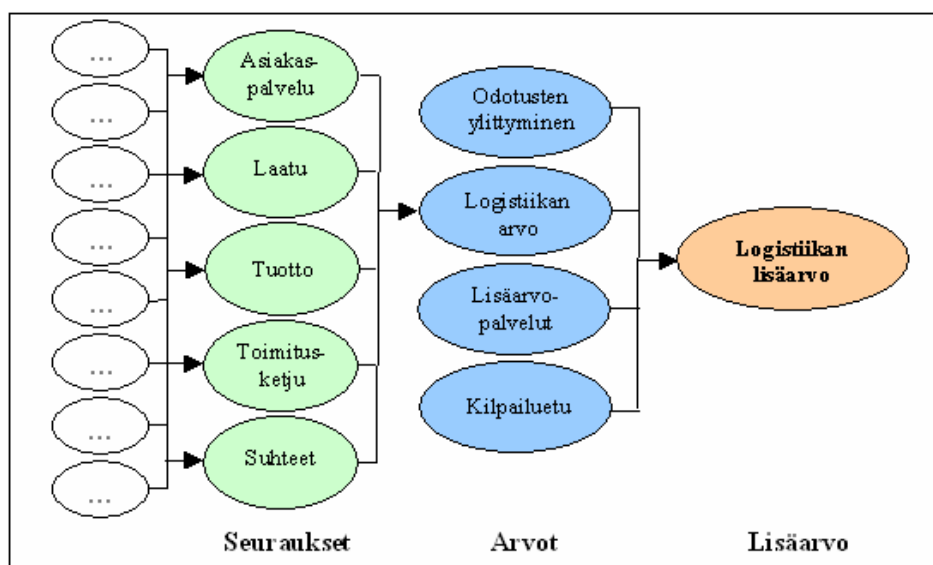 ...
...
...
...
...
...
...
...
Asiakas-
palvelu
Laatu
Tuotto
Toimitus-
ketju
Suhteet
Seuraukset
Odotusten
ylittyminen
Logistiikan
arvo
Lisäarvo-
palvelut
Kilpailuetu
Arvot
Logistiikan
lisäarvo
Lisäarvo